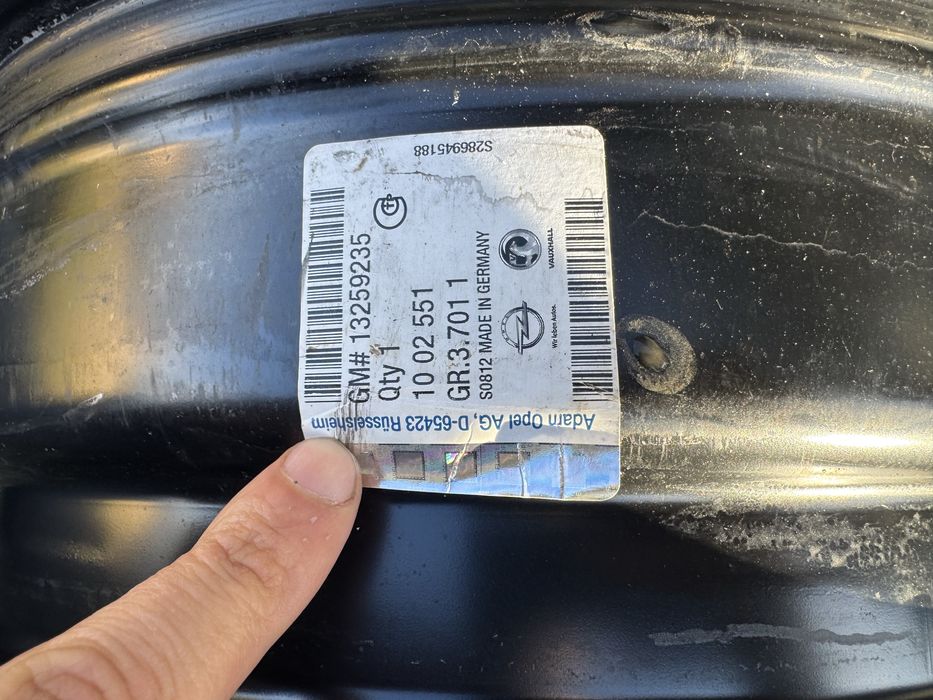 S286945188
GM# 13259235
Qty 1
10 02 551
GR.3.701 1
S0812 MADE IN GERMANY
VAUXHALL
Wir leben Autos.
Adam Opel AG, D-65423 Rüsselsheim